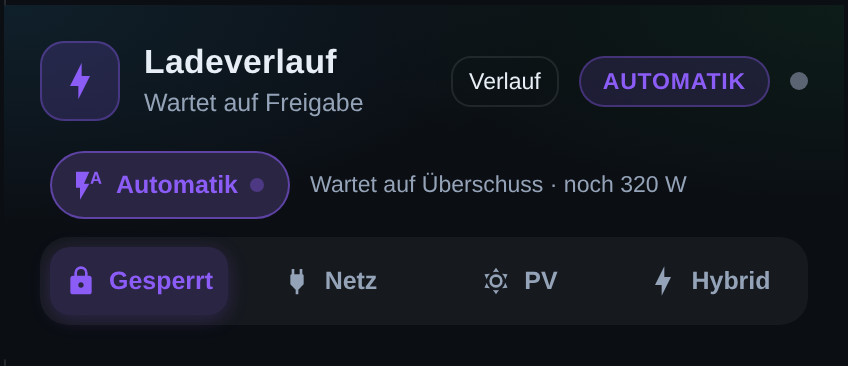 Ladeverlauf
Wartet auf Freigabe
Verlauf
AUTOMATIK
A Automatik
Wartet auf Überschuss · noch 320 W
Gesperrt
Netz
PV
Hybrid